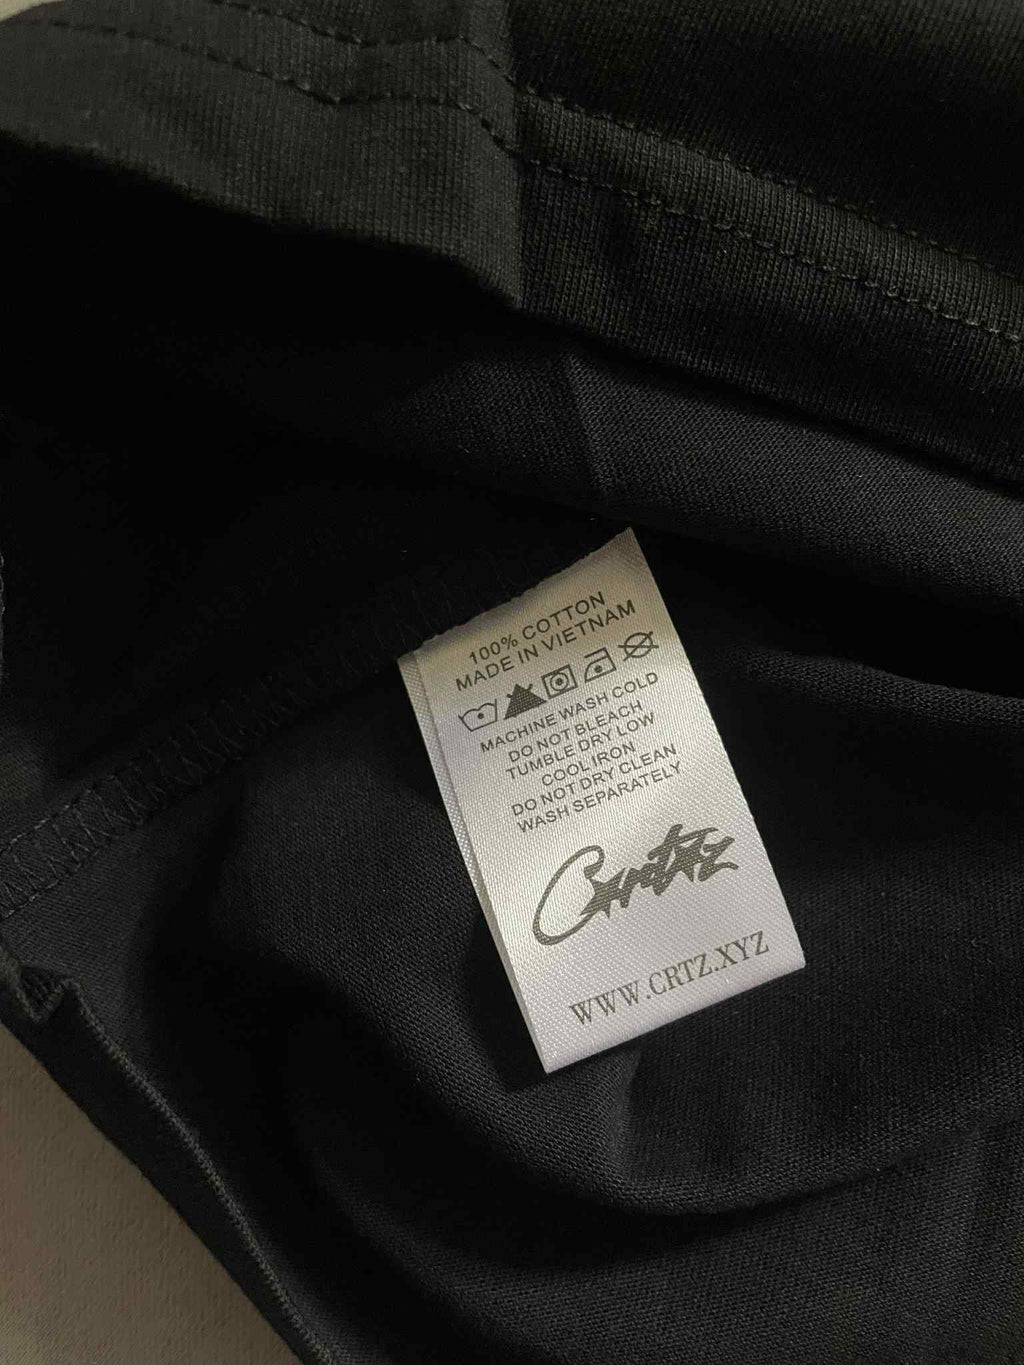 100% COTTON
MADE IN VIETNAM
MACHINE WASH COLD
DO NOT BLEACH
TUMBLE DRY LOW
COOL IRON
DO NOT DRY CLEAN
WASH SEPARATELY
Corteiz
WWW.CRTZ.XYZ